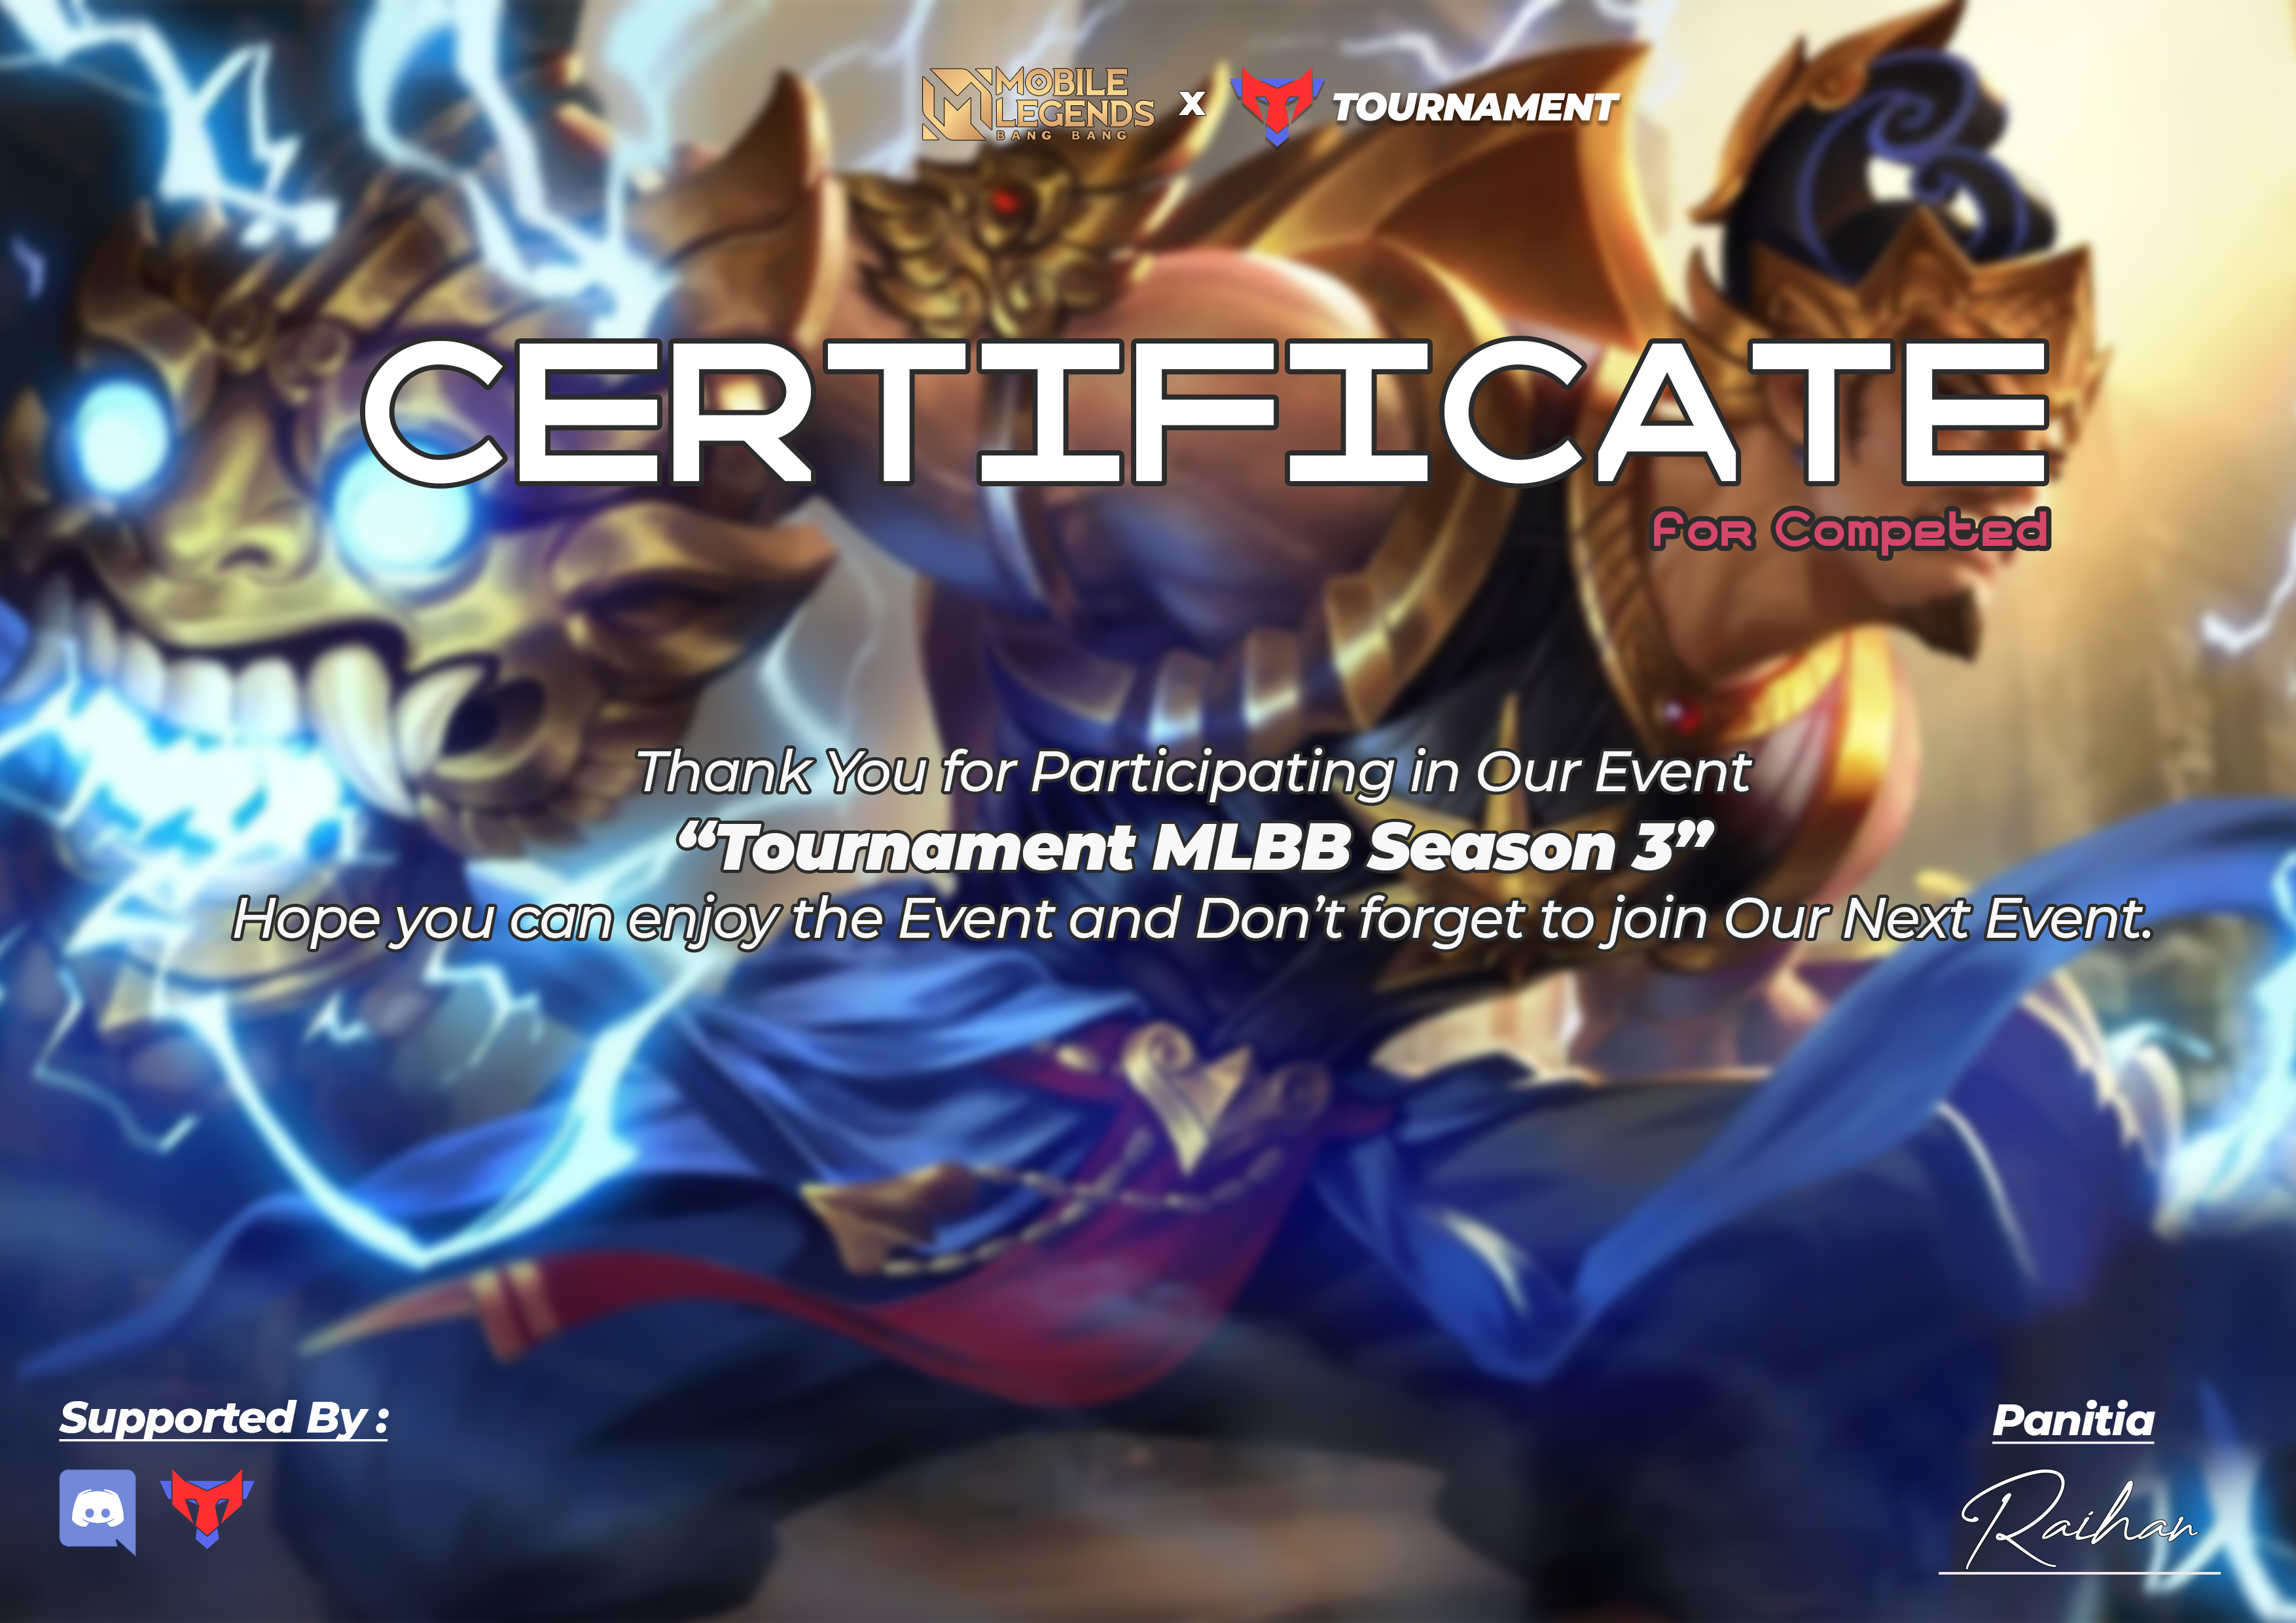 MOBILE LEGENDS BANG BANG X TOURNAMENT
CERTIFICATE
For Competed
Thank You for Participating in Our Event
“Tournament MLBB Season 3”
Hope you can enjoy the Event and Don’t forget to join Our Next Event.
Supported By :
Panitia
Raihan